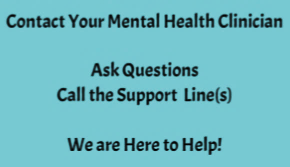 Contact Your Mental Health Clinician
Ask Questions
Call the Support Line(s)
We are Here to Help!